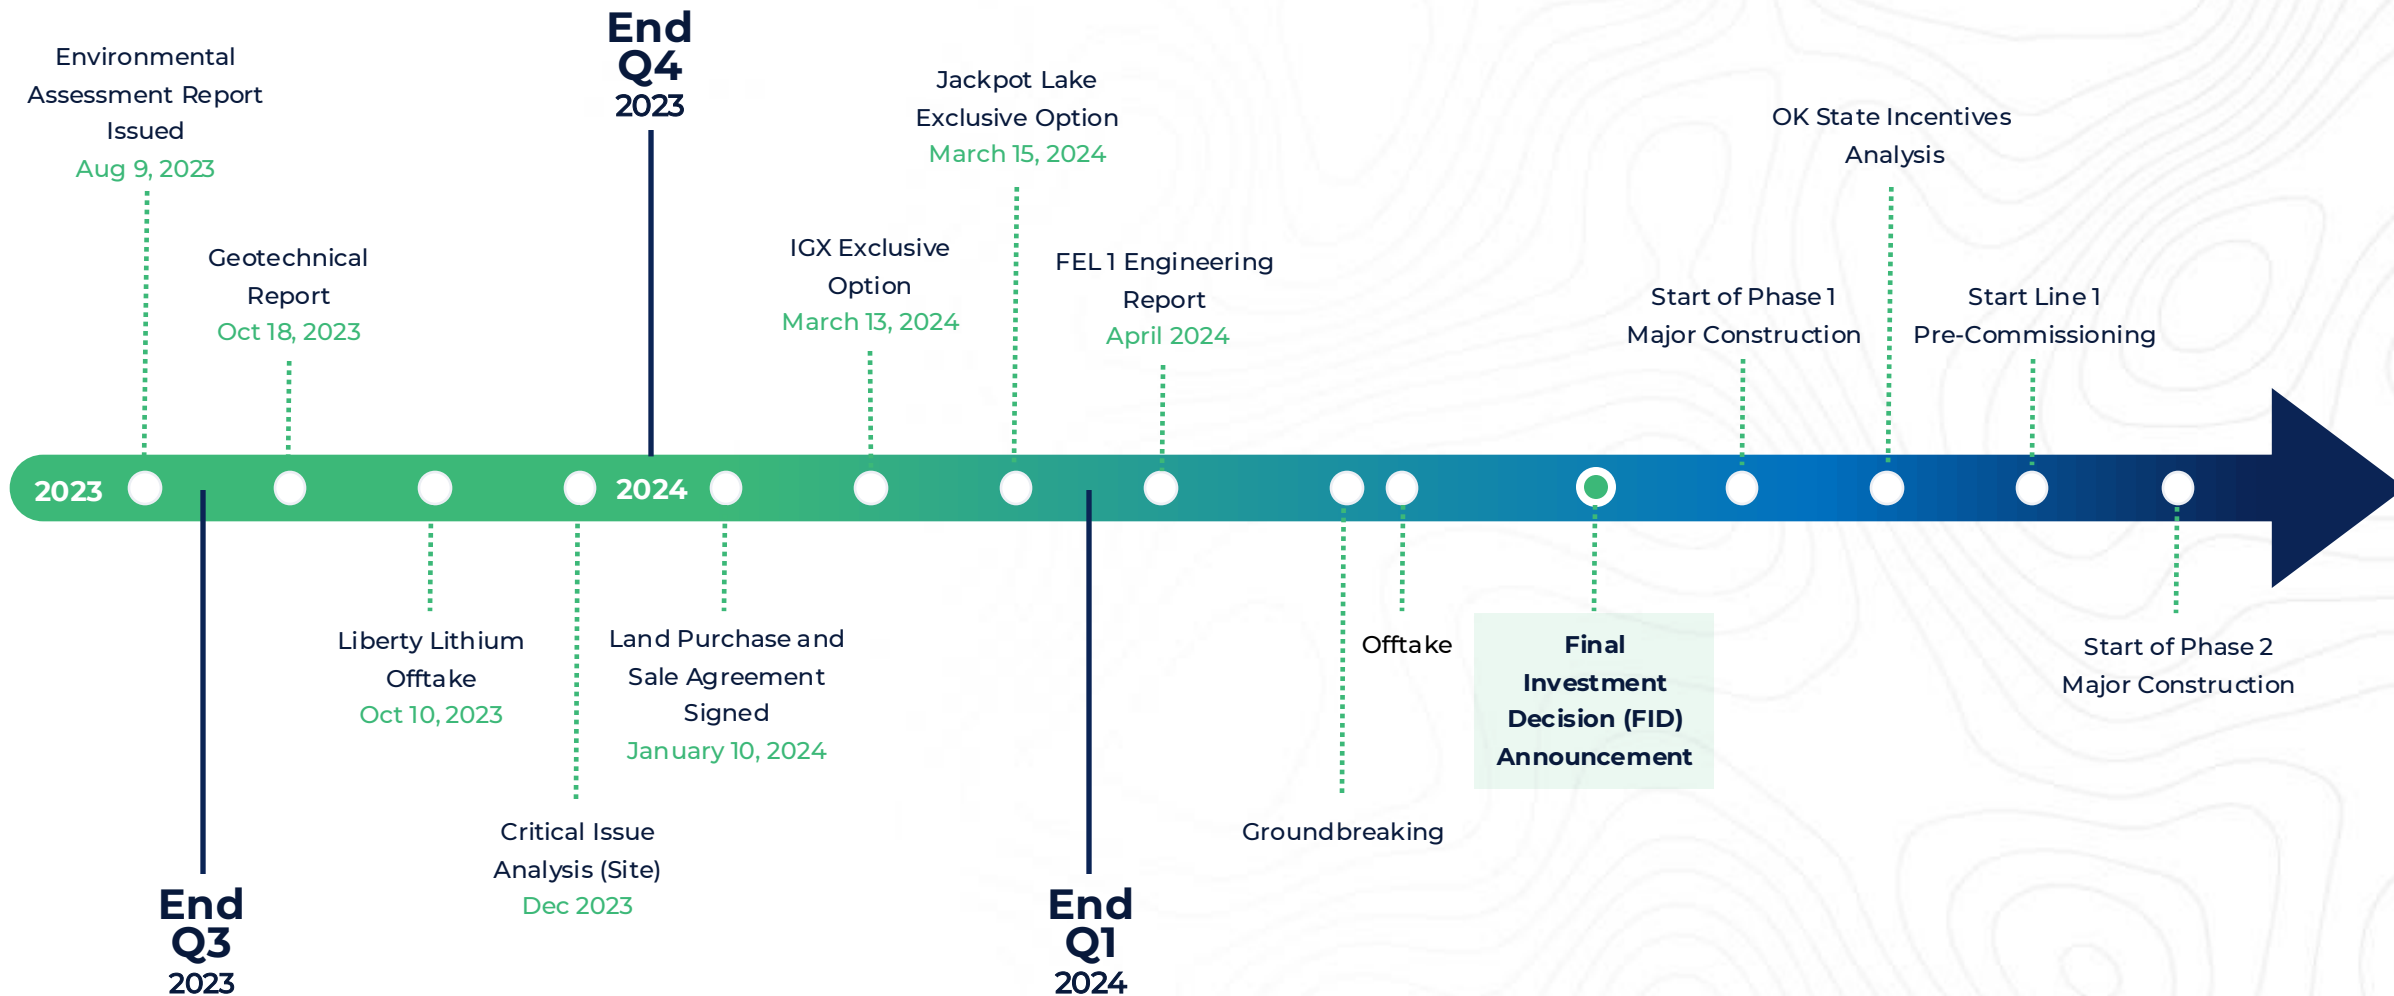 End
Q4
2023
Environmental
Assessment Report
Issued
Aug 9, 2023
Geotechnical
Report
Oct 18, 2023
IGX Exclusive
Option
March 13, 2024
Jackpot Lake
Exclusive Option
March 15, 2024
FEL 1 Engineering
Report
April 2024
Start of Phase 1
Major Construction
OK State Incentives
Analysis
Start Line 1
Pre-Commissioning
2023
2024
Liberty Lithium
Offtake
Oct 10, 2023
Critical Issue
Analysis (Site)
Dec 2023
Land Purchase and
Sale Agreement
Signed
January 10, 2024
Groundbreaking
Offtake
Final
Investment
Decision (FID)
Announcement
Start of Phase 2
Major Construction
End
Q3
2023
End
Q1
2024